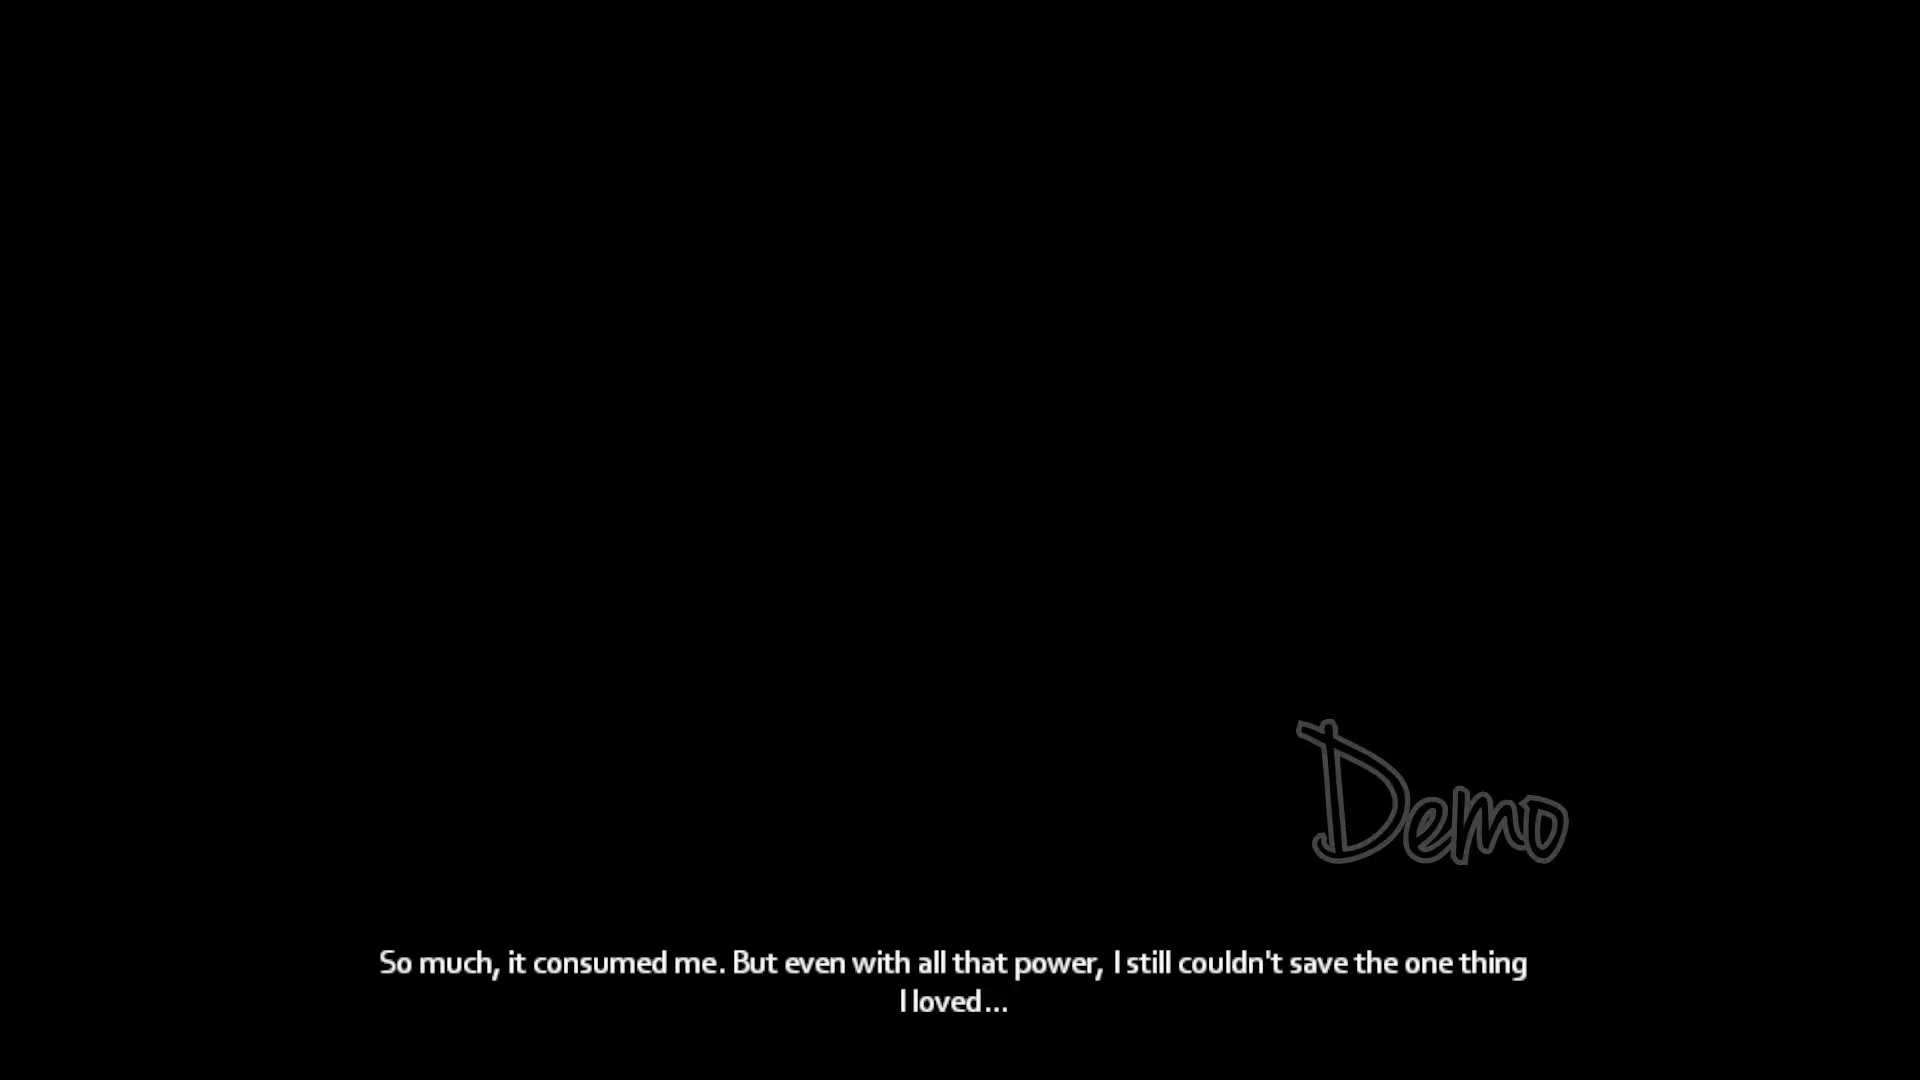 Demo
So much, it consumed me. But even with all that power, I still couldn't save the one thing
I loved...